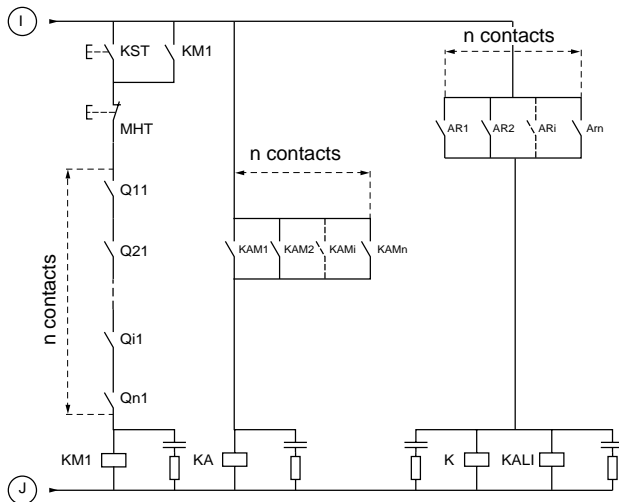 I
KST
KM1
n contacts
MHT
AR1
AR2
ARi
Arn
n contacts
Q11
KAM1
KAM2
KAMi
KAMn
Q21
n contacts
Qi1
Qn1
KM1
KA
K
KALI
J